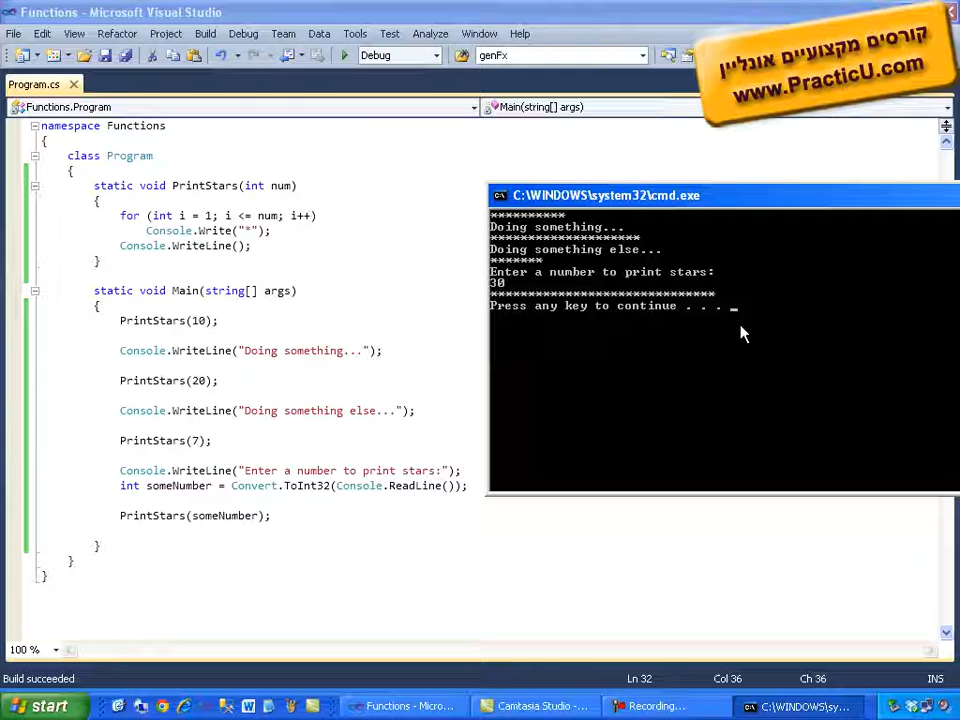 Functions - Microsoft Visual Studio
File Edit View Refactor Project Build Debug Team Data Tools Test Analyze Window Help
Debug genFx
קורסים מקצועיים אונליין
www.PracticU.com
Program.cs
Functions.Program Main(string[] args)
namespace Functions
{
class Program
{
static void PrintStars(int num)
{
for (int i = 1; i <= num; i++)
Console.Write("*");
Console.WriteLine();
}
static void Main(string[] args)
{
PrintStars(10);
Console.WriteLine("Doing something...");
PrintStars(20);
Console.WriteLine("Doing something else...");
PrintStars(7);
Console.WriteLine("Enter a number to print stars:");
int someNumber = Convert.ToInt32(Console.ReadLine());
PrintStars(someNumber);
}
}
}
C:\WINDOWS\system32\cmd.exe
**********
Doing something...
********************
Doing something else...
*******
Enter a number to print stars:
30
******************************
Press any key to continue . . . _
100 %
Build succeeded Ln 32 Col 36 Ch 36 INS
start Functions - Micro... Camtasia Studio -... Recording... C:\WINDOWS\sy...